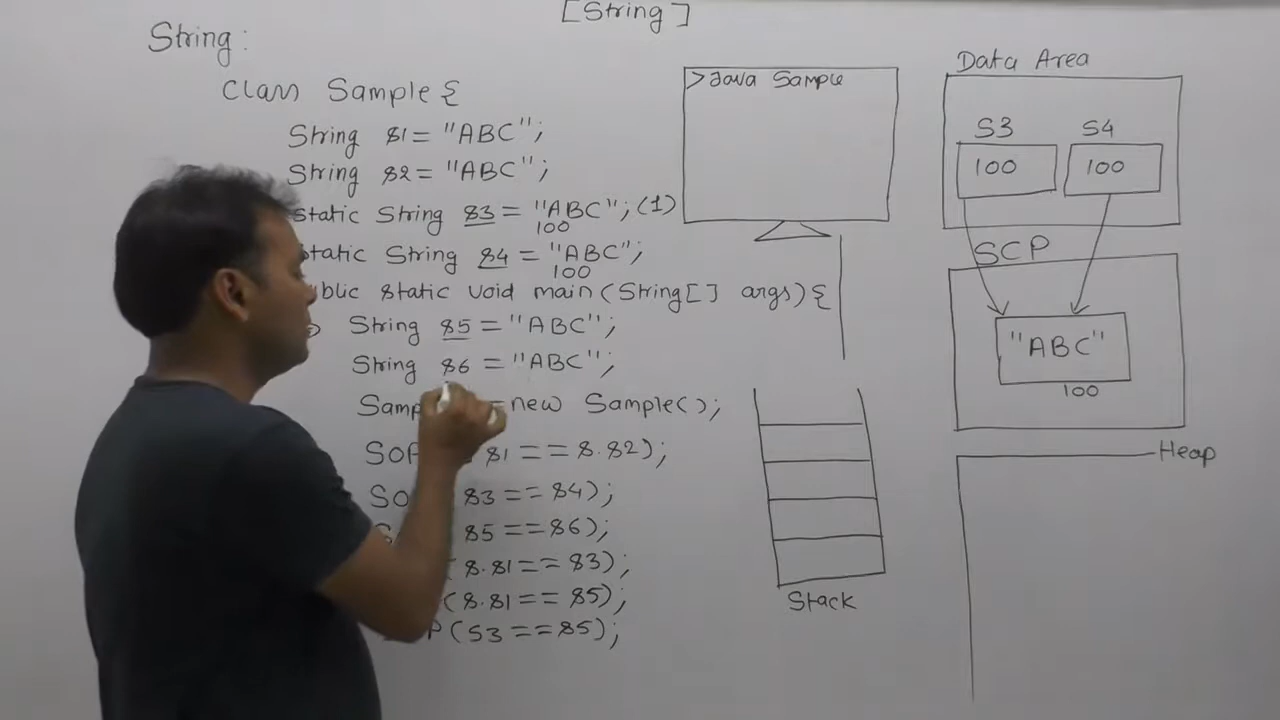 [String]
String:
Class Sample {
String s1 = "ABC";
String s2 = "ABC";
static String s3 = "ABC"; (1)
100
static String s4 = "ABC";
100
public static void main(String[] args) {
String s5 = "ABC";
String s6 = "ABC";
= new Sample();
s1 == s.s2);
s3 == s4);
s5 == s6);
(s.s1 == s3);
(s.s1 == s5);
P(S3 == s5);
>Java Sample
Stack
Data Area
S3 S4
100 100
SCP
"ABC"
100
Heap